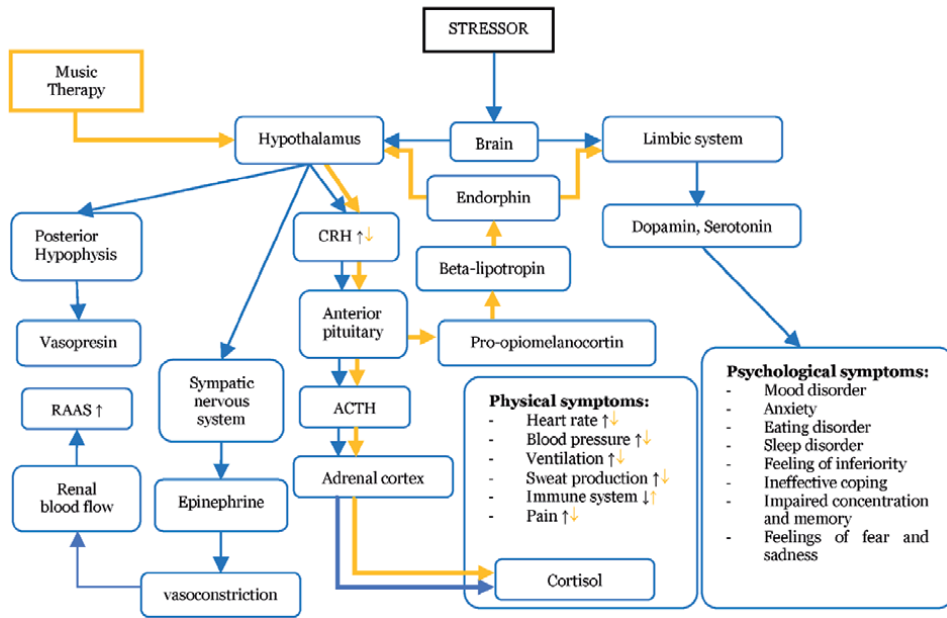 STRESSOR
Music
Therapy
Hypothalamus
Brain
Limbic system
Endorphin
Posterior
Hypophysis
CRH ↑↓
Dopamin, Serotonin
Beta-lipotropin
Anterior
pituitary
Vasopresin
Pro-opiomelanocortin
Sympatic
nervous
system
RAAS ↑
ACTH
Adrenal cortex
Renal
blood flow
Epinephrine
vasoconstriction
Physical symptoms:
- Heart rate ↑↓
- Blood pressure ↑↓
- Ventilation ↑↓
- Sweat production ↑↓
- Immune system ↓↑
- Pain ↑↓
Cortisol
Psychological symptoms:
- Mood disorder
- Anxiety
- Eating disorder
- Sleep disorder
- Feeling of inferiority
- Ineffective coping
- Impaired concentration
and memory
- Feelings of fear and
sadness